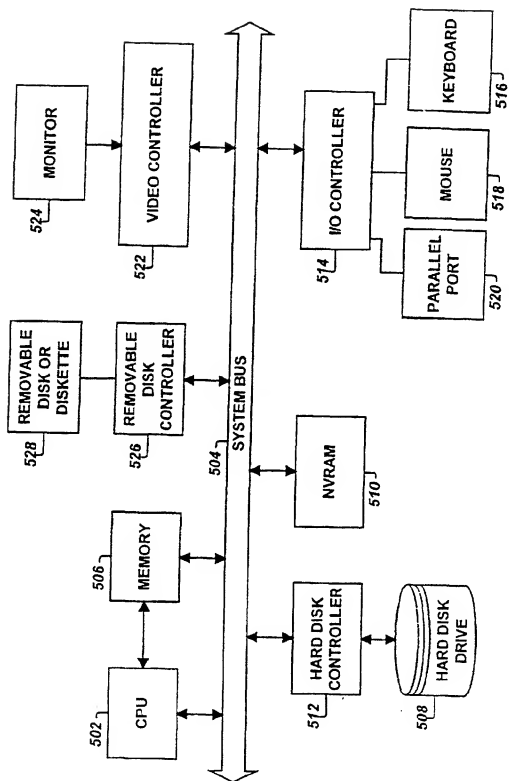 CPU
502
MEMORY
506
REMOVABLE
DISK OR
DISKETTE
528
REMOVABLE
DISK
CONTROLLER
526
MONITOR
524
VIDEO CONTROLLER
522
504
SYSTEM BUS
HARD DISK
CONTROLLER
512
HARD DISK
DRIVE
508
NVRAM
510
I/O CONTROLLER
514
PARALLEL
PORT
520
MOUSE
518
KEYBOARD
516